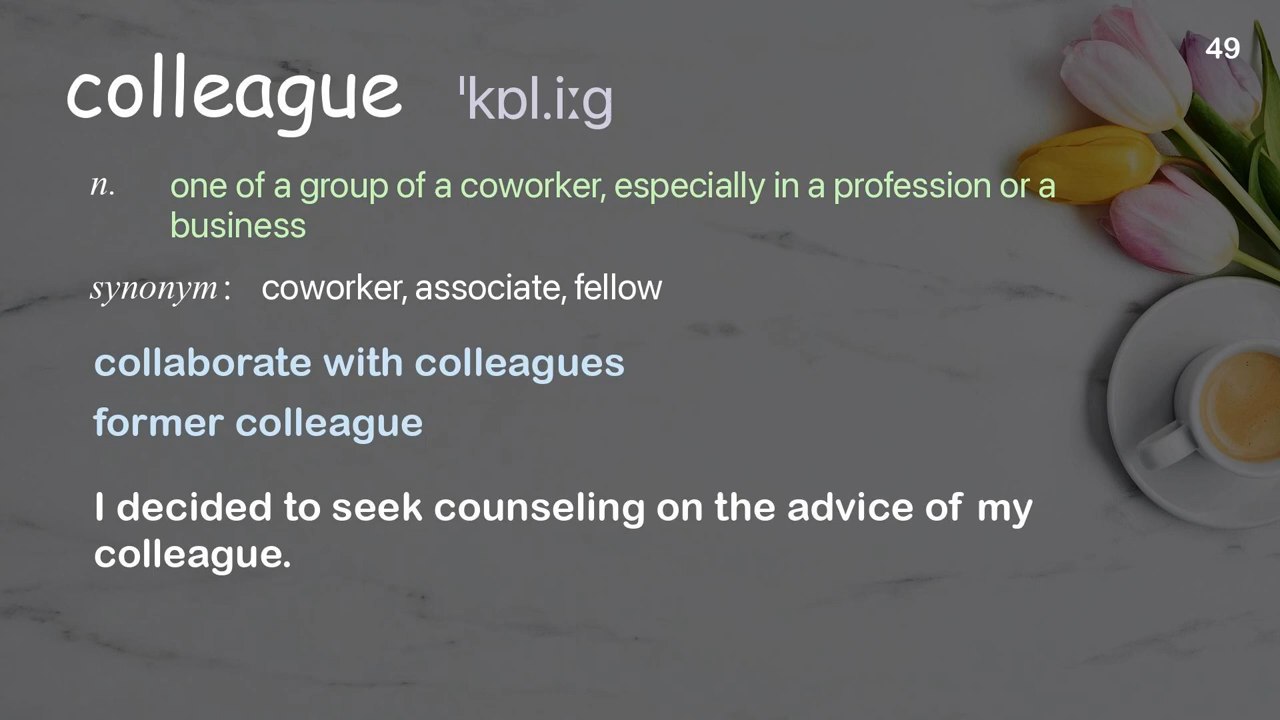 49
colleague ˈkɒl.iːg
n. one of a group of a coworker, especially in a profession or a
business
synonym: coworker, associate, fellow
collaborate with colleagues
former colleague
I decided to seek counseling on the advice of my
colleague.